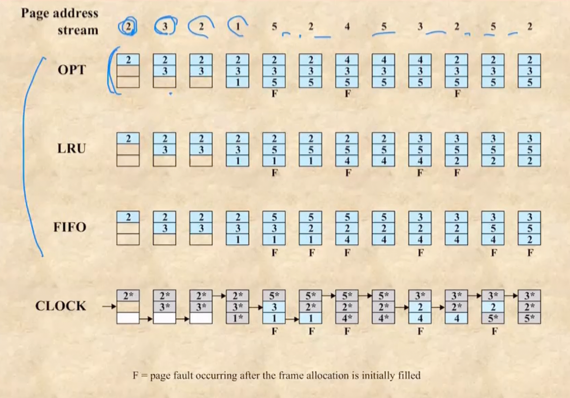 Page address
stream 2 3 2 1 5 2 4 5 3 2 5 2
2 2 2 2 2 2 4 4 4 2 2 2
OPT 3 3 3 3 3 3 3 3 3 3 3
1 5 5 5 5 5 5 5 5
F F F
2 2 2 2 2 2 2 2 3 3 3 3
LRU 3 3 3 5 5 5 5 5 5 5 5
1 1 1 4 4 4 2 2 2
F F F F
2 2 2 2 5 5 5 5 3 3 3 3
FIFO 3 3 3 3 2 2 2 2 2 5 5
1 1 1 4 4 4 4 4 2
F F F F F F
2* 2* 2* 2* 5* 5* 5* 5* 3* 3* 3* 3*
CLOCK 3* 3* 3* 3 2* 2* 2* 2 2* 2 2*
1* 1 1 4* 4* 4 4 5* 5*
F F F F F
F = page fault occurring after the frame allocation is initially filled